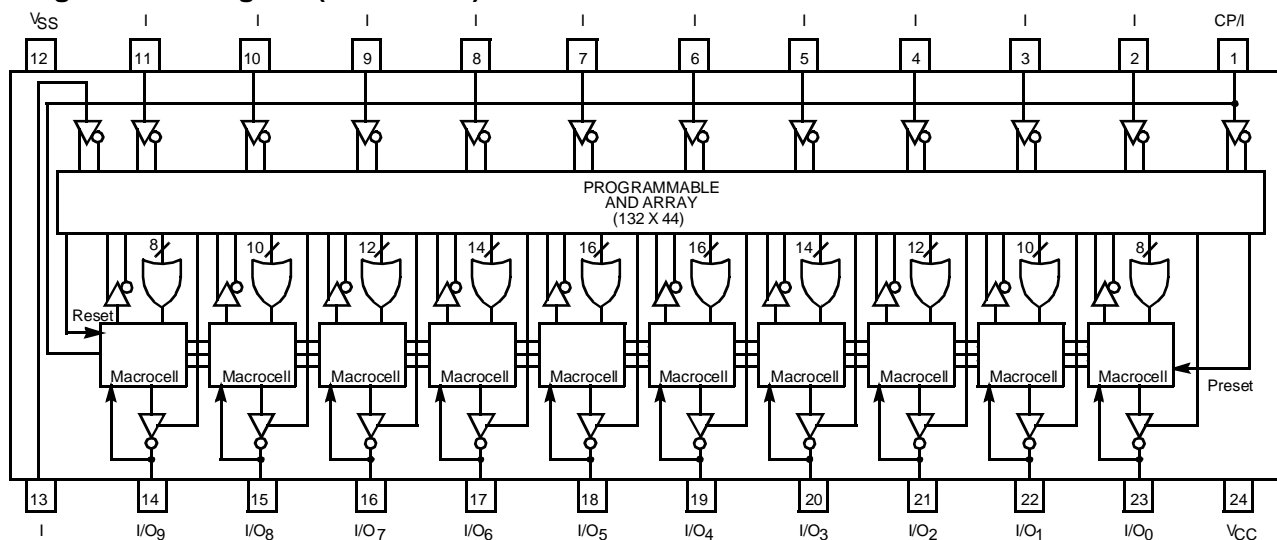 VSS I I I I I I I I I I CP/I
12 11 10 9 8 7 6 5 4 3 2 1
PROGRAMMABLE
AND ARRAY
(132 X 44)
8 10 12 14 16 16 14 12 10 8
Reset
Macrocell Macrocell Macrocell Macrocell Macrocell Macrocell Macrocell Macrocell Macrocell Macrocell
Preset
13 14 15 16 17 18 19 20 21 22 23 24
I I/O9 I/O8 I/O7 I/O6 I/O5 I/O4 I/O3 I/O2 I/O1 I/O0 VCC